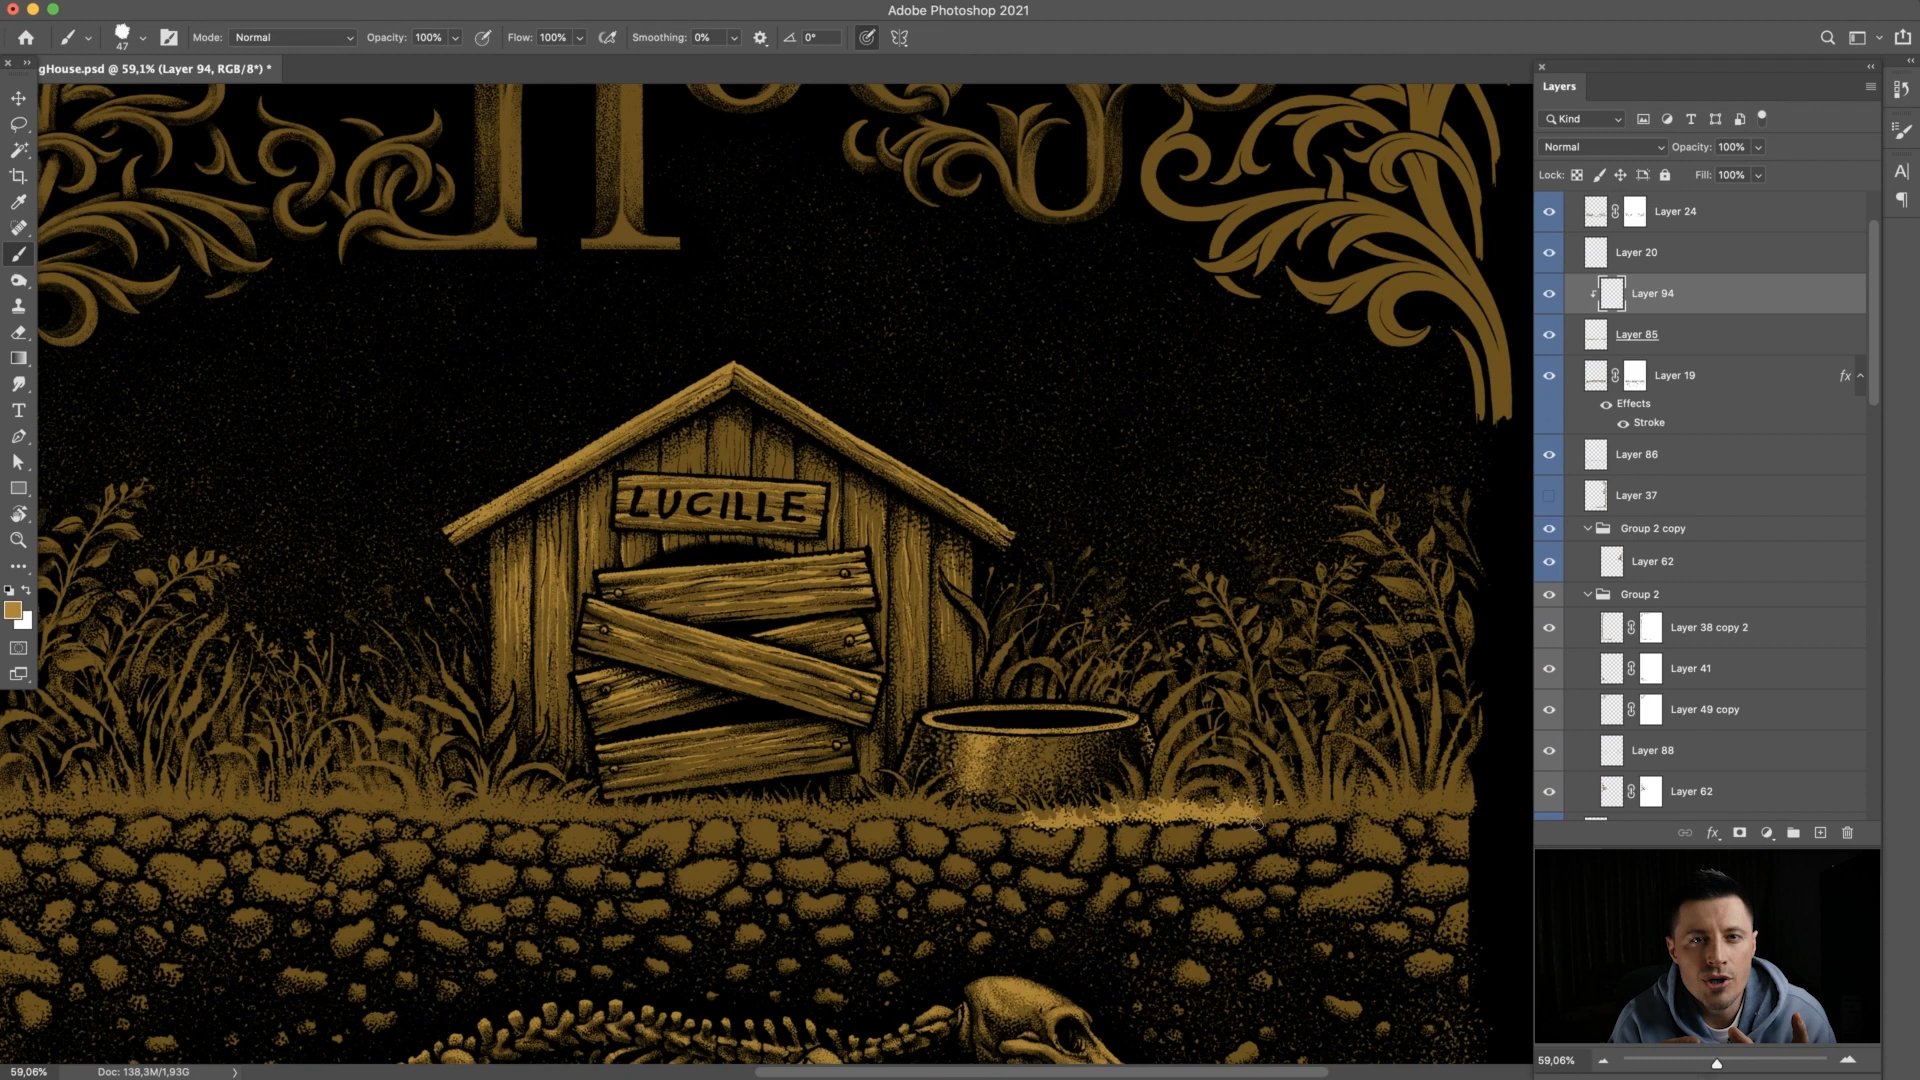 Adobe Photoshop 2021
47
Mode: Normal
Opacity: 100%
Flow: 100%
Smoothing: 0%
0°
gHouse.psd @ 59,1% (Layer 94, RGB/8*) *
LUCILLE
Layers
Kind
Normal
Opacity: 100%
Lock:
Fill: 100%
Layer 24
Layer 20
Layer 94
Layer 85
Layer 19
fx
Effects
Stroke
Layer 86
Layer 37
Group 2 copy
Layer 62
Group 2
Layer 38 copy 2
Layer 41
Layer 49 copy
Layer 88
Layer 62
fx
59,06%
59,06%
Doc: 138,3M/1,93G